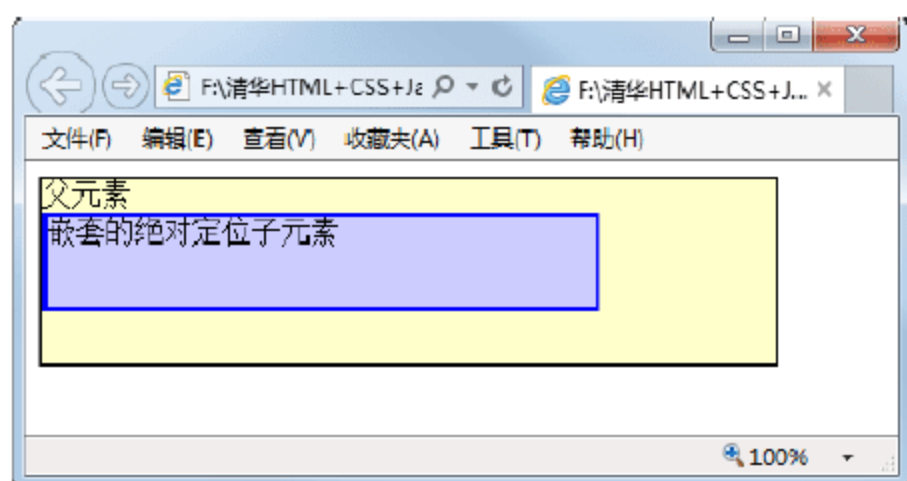 F:\清华HTML+CSS+Ja
F:\清华HTML+CSS+J...
文件(F) 编辑(E) 查看(V) 收藏夹(A) 工具(T) 帮助(H)
父元素
嵌套的绝对定位子元素
100%